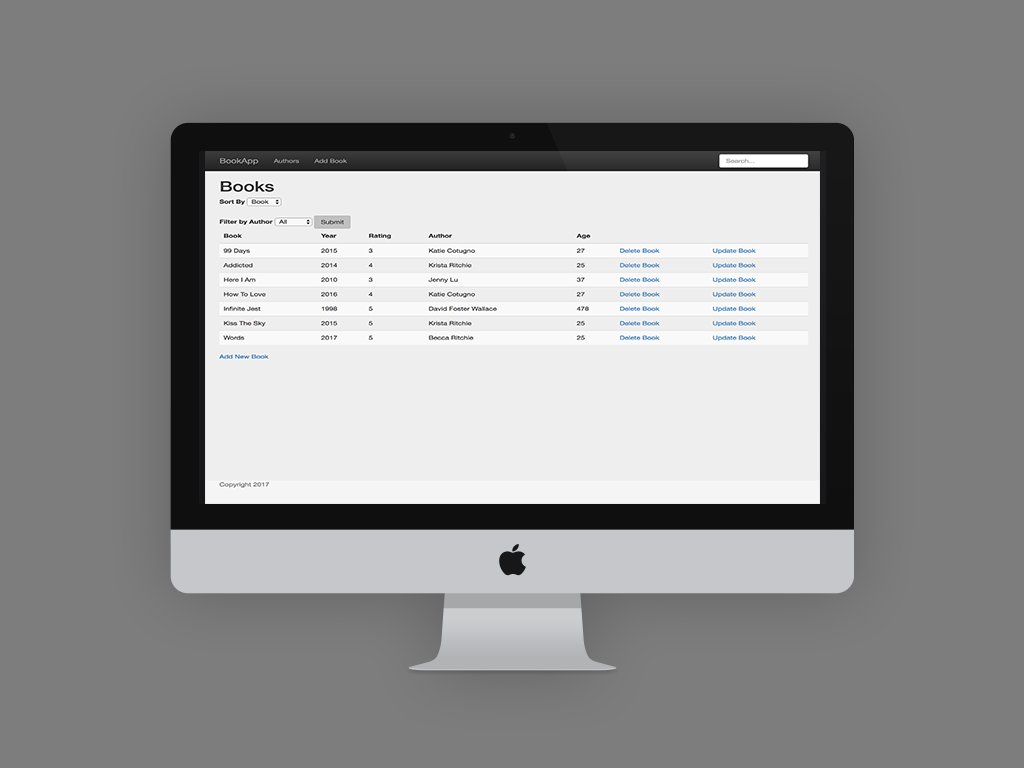 BookApp Authors Add Book Search...
Books
Sort By Book
Filter by Author All Submit
Book Year Rating Author Age
99 Days 2015 3 Katie Cotugno 27 Delete Book Update Book
Addicted 2014 4 Krista Ritchie 25 Delete Book Update Book
Here I Am 2010 3 Jenny Lu 37 Delete Book Update Book
How To Love 2016 4 Katie Cotugno 27 Delete Book Update Book
Infinite Jest 1998 5 David Foster Wallace 478 Delete Book Update Book
Kiss The Sky 2015 5 Krista Ritchie 25 Delete Book Update Book
Words 2017 5 Becca Ritchie 25 Delete Book Update Book
Add New Book
Copyright 2017